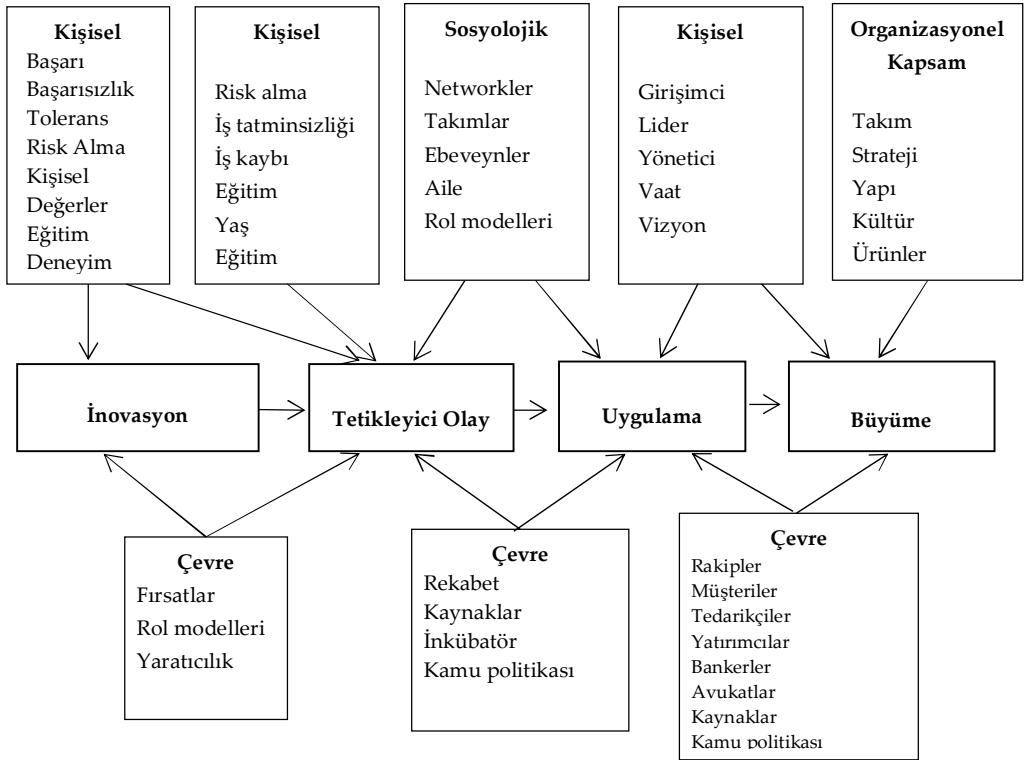 Kişisel
Başarı
Başarısızlık
Tolerans
Risk Alma
Kişisel
Değerler
Eğitim
Deneyim
Kişisel
Risk alma
İş tatminsizliği
İş kaybı
Eğitim
Yaş
Eğitim
Sosyolojik
Networkler
Takımlar
Ebeveynler
Aile
Rol modelleri
Kişisel
Girişimci
Lider
Yönetici
Vaat
Vizyon
Organizasyonel
Kapsam
Takım
Strateji
Yapı
Kültür
Ürünler
İnovasyon
Tetikleyici Olay
Uygulama
Büyüme
Çevre
Fırsatlar
Rol modelleri
Yaratıcılık
Çevre
Rekabet
Kaynaklar
İnkübatör
Kamu politikası
Çevre
Rakipler
Müşteriler
Tedarikçiler
Yatırımcılar
Bankerler
Avukatlar
Kaynaklar
Kamu politikası